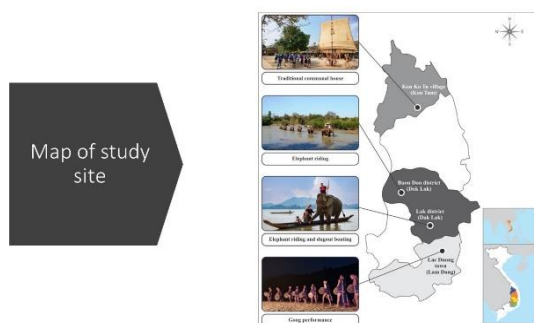 Map of study
site
Traditional communal house
Elephant riding
Elephant riding and dugout boating
Gong performance
N
W
E
S
Kon Ko Tu village
(Kon Tum)
Buon Don district
(Dak Lak)
Lak district
(Dak Lak)
Lac Duong
town
(Lam Dong)